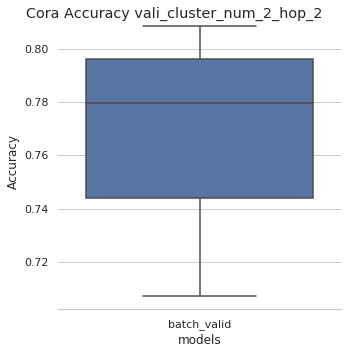 Cora Accuracy vali_cluster_num_2_hop_2
0.80
0.78
0.76
0.74
0.72
Accuracy
batch_valid
models